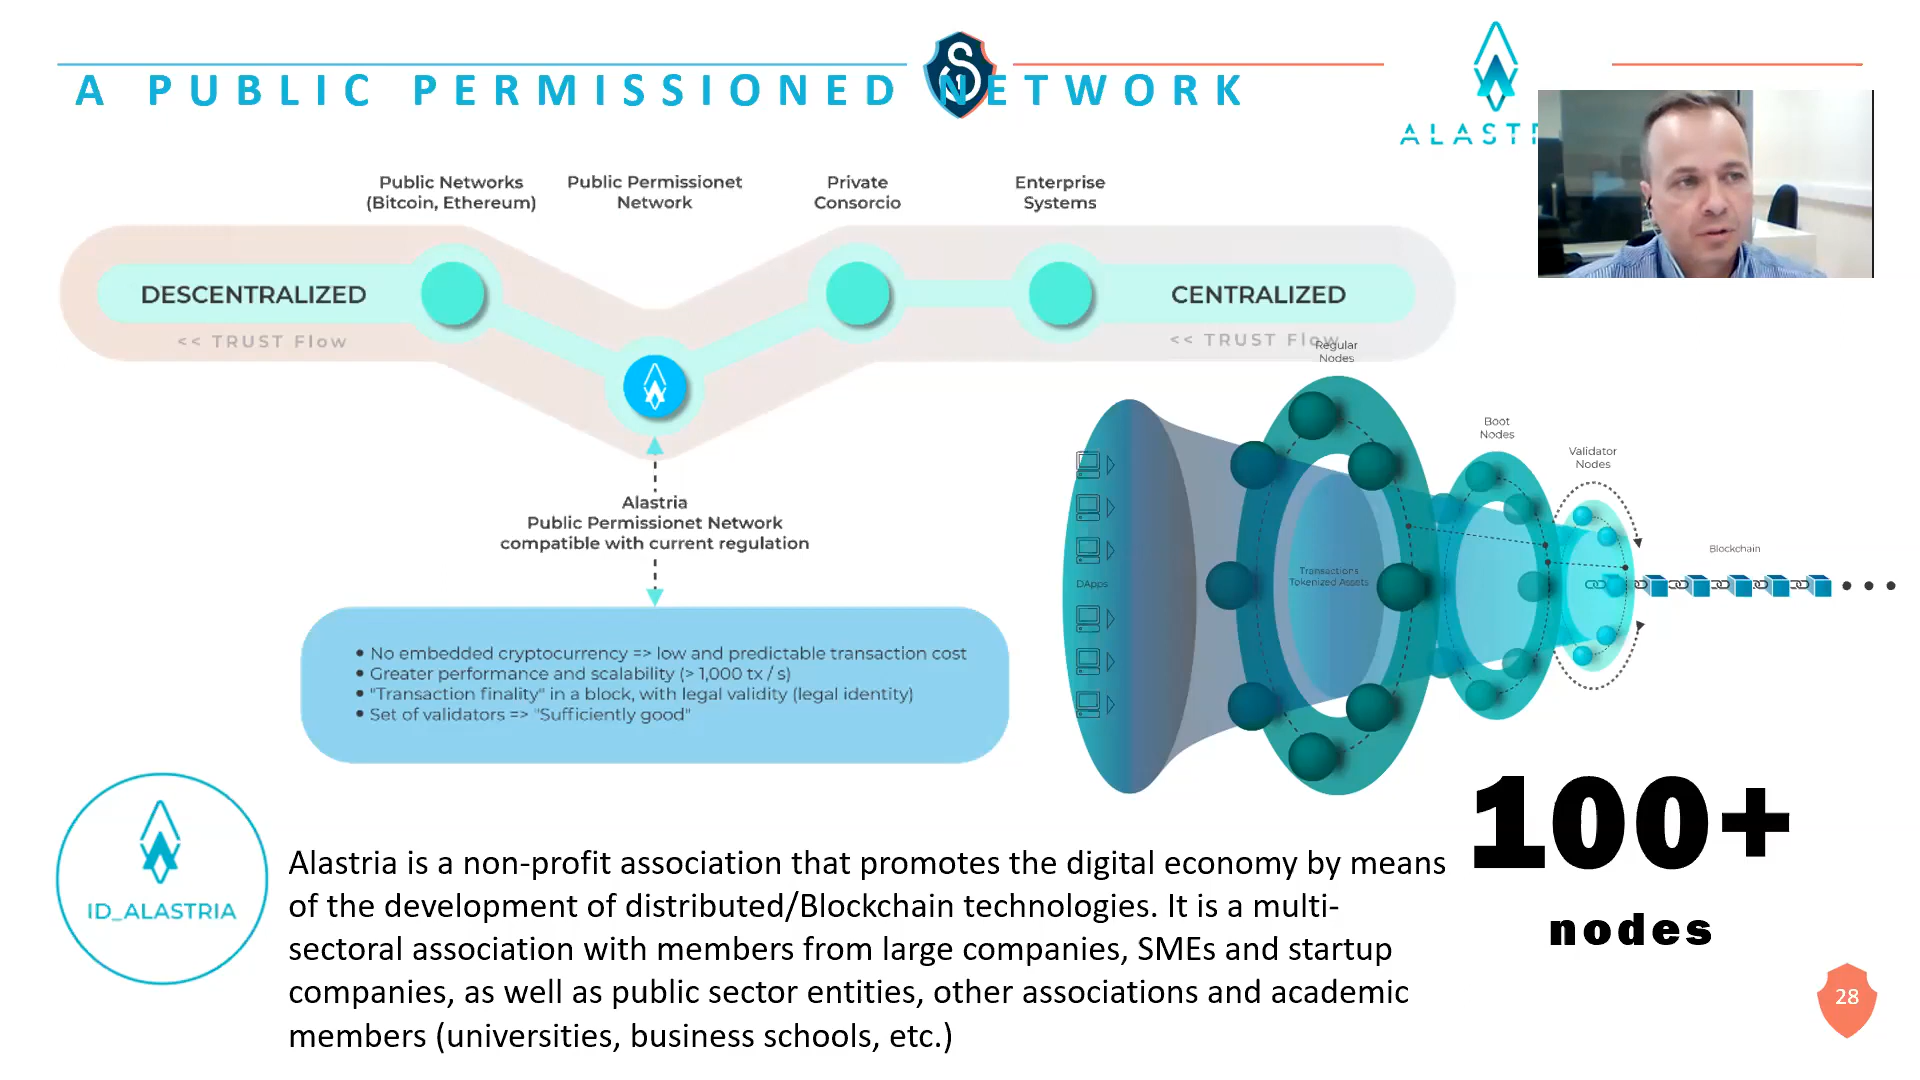 A PUBLIC PERMISSIONED NETWORK
S
ALASTR
Public Networks
(Bitcoin, Ethereum)
Public Permissionet
Network
Private
Consorcio
Enterprise
Systems
DESCENTRALIZED
<< TRUST Flow
CENTRALIZED
<< TRUST Flow
Alastria
Public Permissionet Network
compatible with current regulation
• No embedded cryptocurrency => low and predictable transaction cost
• Greater performance and scalability (> 1,000 tx / s)
• "Transaction finality" in a block, with legal validity (legal identity)
• Set of validators => "Sufficiently good"
Regular
Nodes
Boot
Nodes
Validator
Nodes
Blockchain
DApps
Transactions
Tokenized Assets
100+
nodes
ID_ALASTRIA
Alastria is a non-profit association that promotes the digital economy by means
of the development of distributed/Blockchain technologies. It is a multi-
sectoral association with members from large companies, SMEs and startup
companies, as well as public sector entities, other associations and academic
members (universities, business schools, etc.)
28